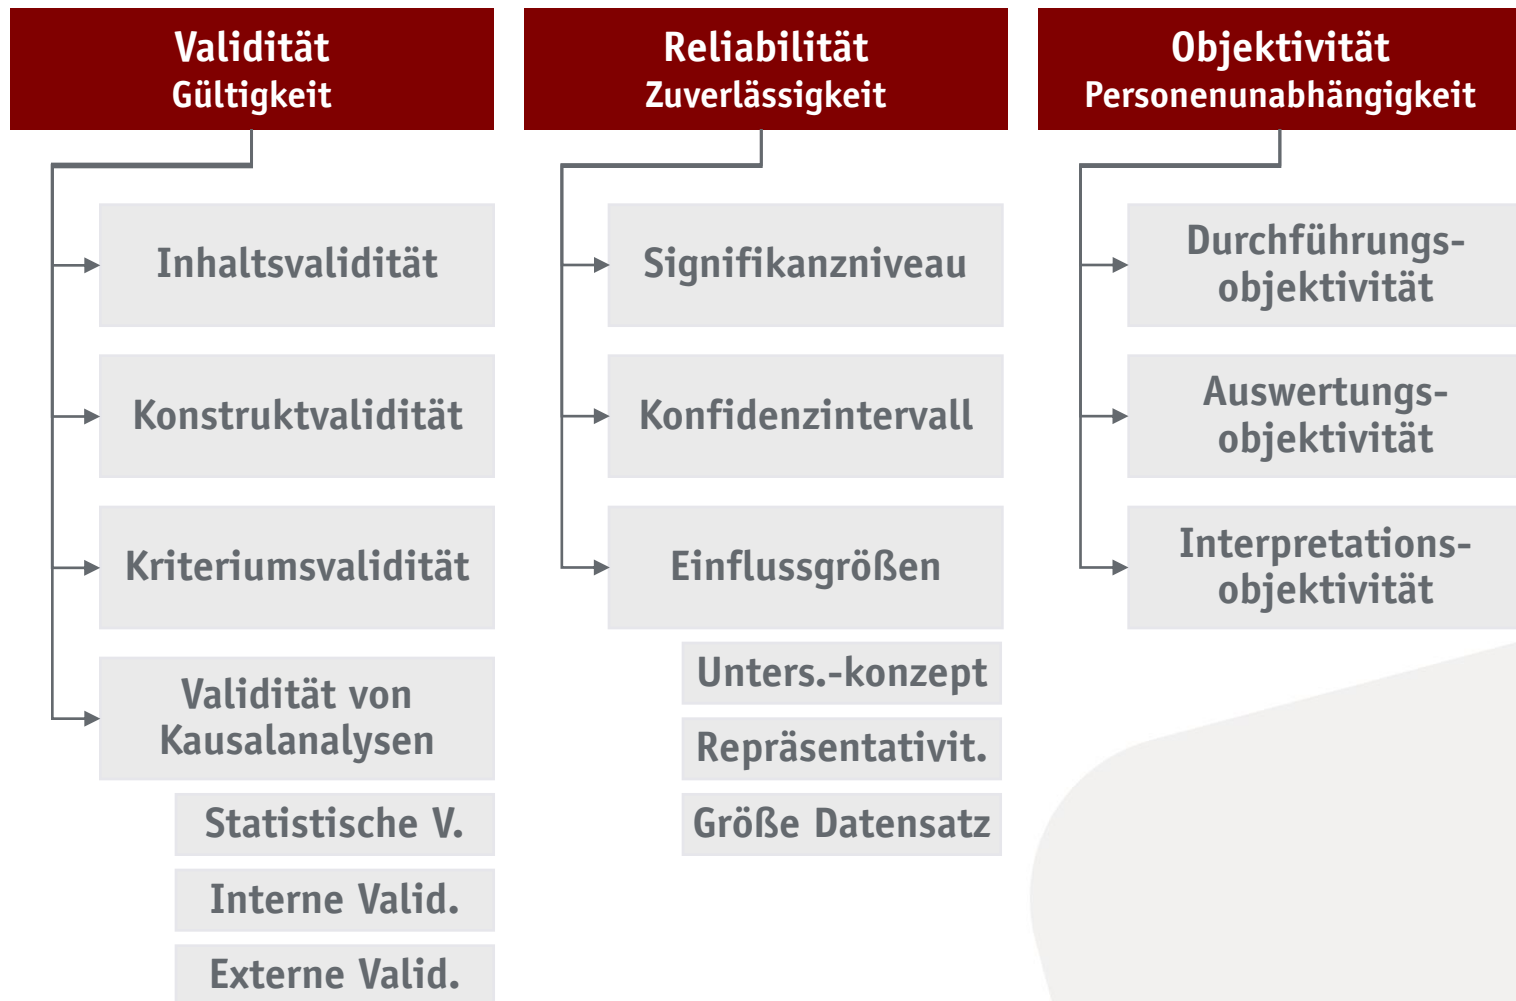 Validität
Gültigkeit
Inhaltsvalidität
Konstruktvalidität
Kriteriumsvalidität
Validität von
Kausalanalysen
Statistische V.
Interne Valid.
Externe Valid.
Reliabilität
Zuverlässigkeit
Signifikanzniveau
Konfidenzintervall
Einflussgrößen
Unters.-konzept
Repräsentativit.
Größe Datensatz
Objektivität
Personenunabhängigkeit
Durchführungs-
objektivität
Auswertungs-
objektivität
Interpretations-
objektivität